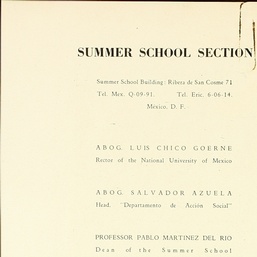 SUMMER SCHOOL SECTION
Summer School Building: Ribera de San Cosme 71
Tel. Mex. Q-09-91. Tel. Eric. 6-06-14.
México, D. F.
ABOG. LUIS CHICO GOERNE
Rector of the National University of Mexico
ABOG. SALVADOR AZUELA
Head, "Departamento de Acción Social"
PROFESSOR PABLO MARTINEZ DEL RIO
Dean of the Summer School